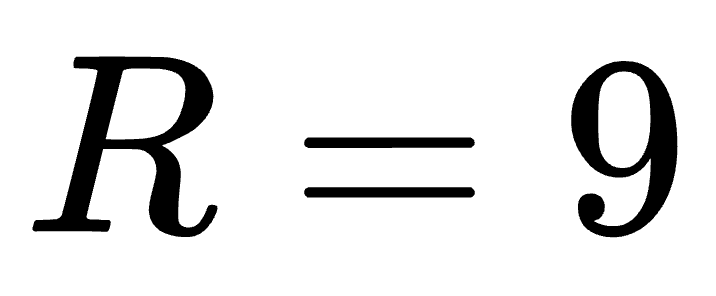 R = 9